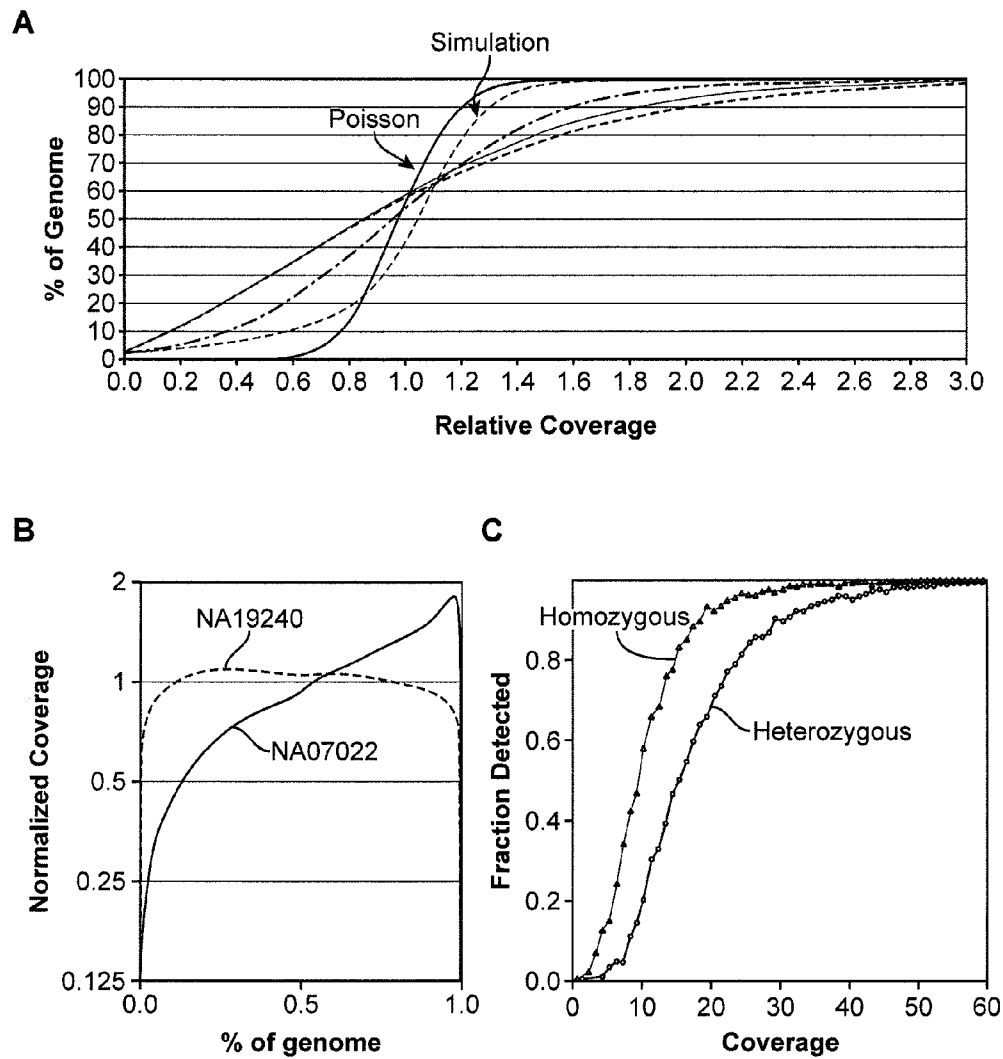 A
Simulation
Poisson
% of Genome
100
90
80
70
60
50
40
30
20
10
0
0.0 0.2 0.4 0.6 0.8 1.0 1.2 1.4 1.6 1.8 2.0 2.2 2.4 2.6 2.8 3.0
Relative Coverage
B
NA19240
NA07022
Normalized Coverage
2
1
0.5
0.25
0.125
0.0 0.5 1.0
% of genome
C
Homozygous
Heterozygous
Fraction Detected
0.8
0.6
0.4
0.2
0.0
0 10 20 30 40 50 60
Coverage